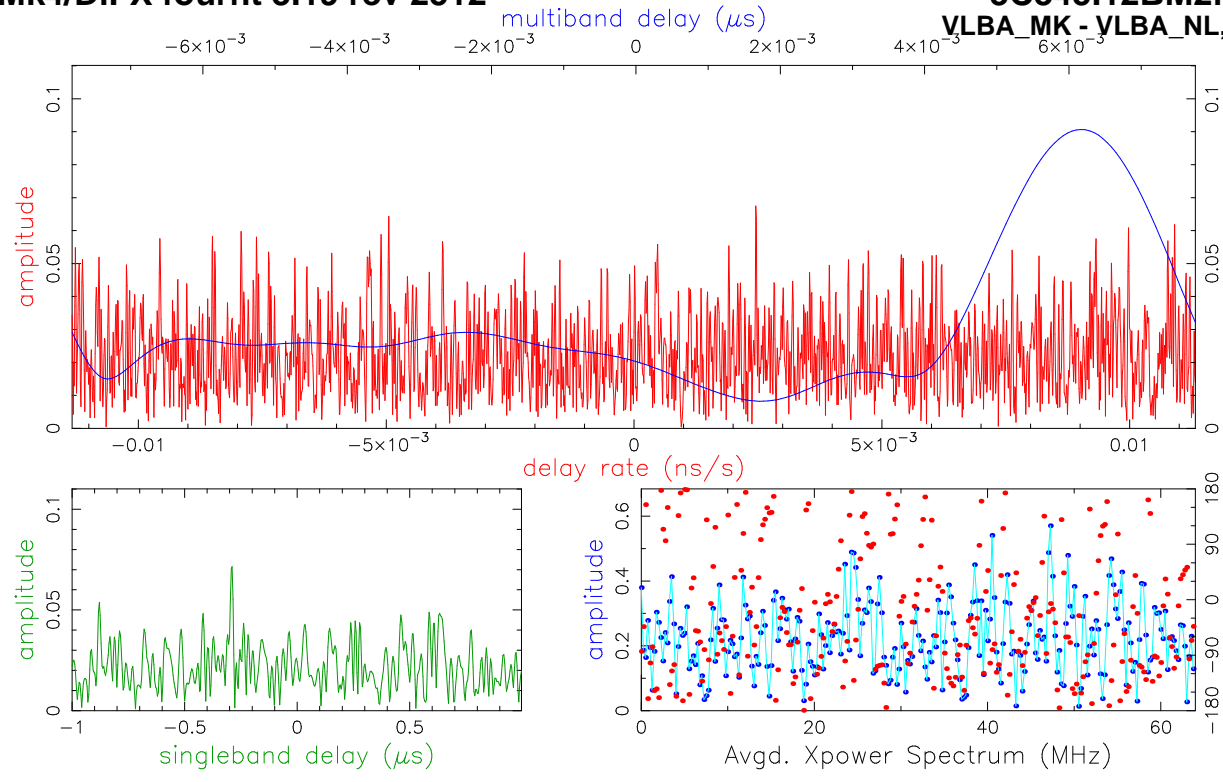 multiband delay (μs)
VLBA_MK - VLBA_NL,
−6×10⁻³ −4×10⁻³ −2×10⁻³ 0 2×10⁻³ 4×10⁻³ 6×10⁻³
amplitude
0 0.05 0.1
0 0.05 0.1
−0.01 −5×10⁻³ 0 5×10⁻³ 0.01
delay rate (ns/s)
amplitude
0 0.05 0.1
−1 −0.5 0 0.5
singleband delay (μs)
amplitude
0 0.2 0.4 0.6
−180 −90 0 90 180
0 20 40 60
Avgd. Xpower Spectrum (MHz)